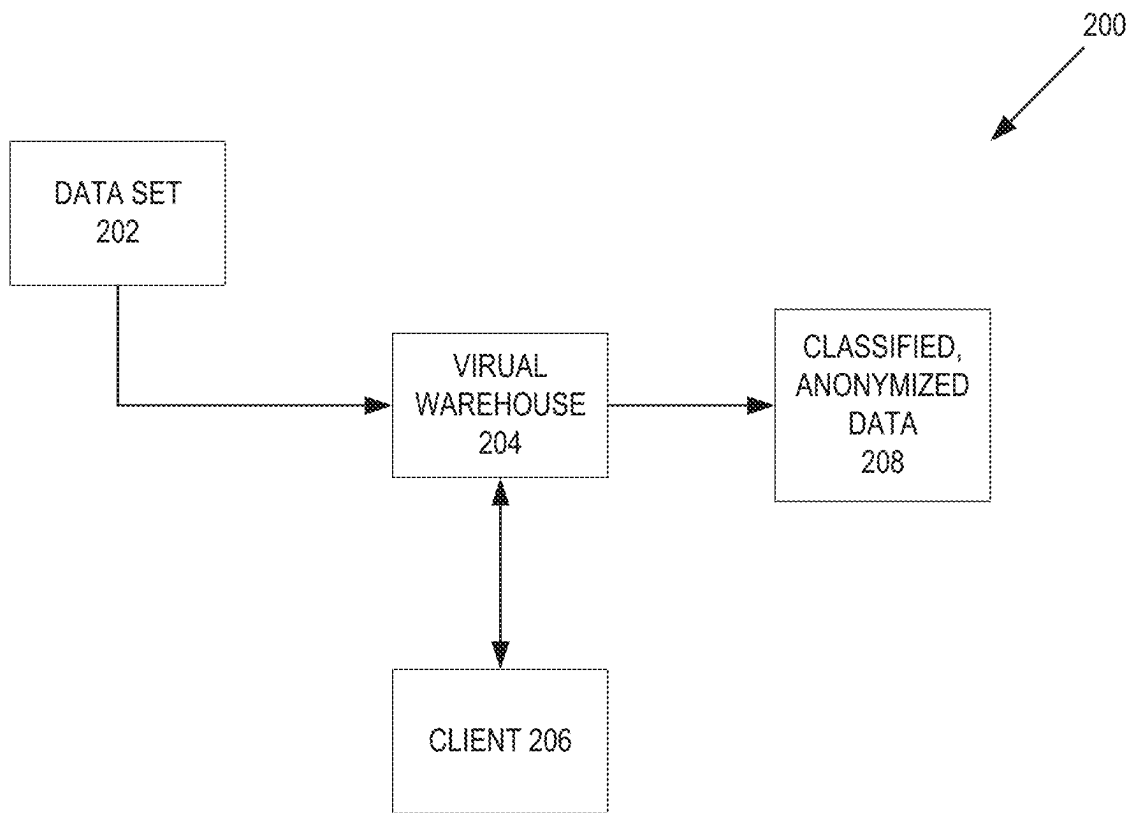 200
DATA SET
202
VIRUAL
WAREHOUSE
204
CLASSIFIED,
ANONYMIZED
DATA
208
CLIENT 206